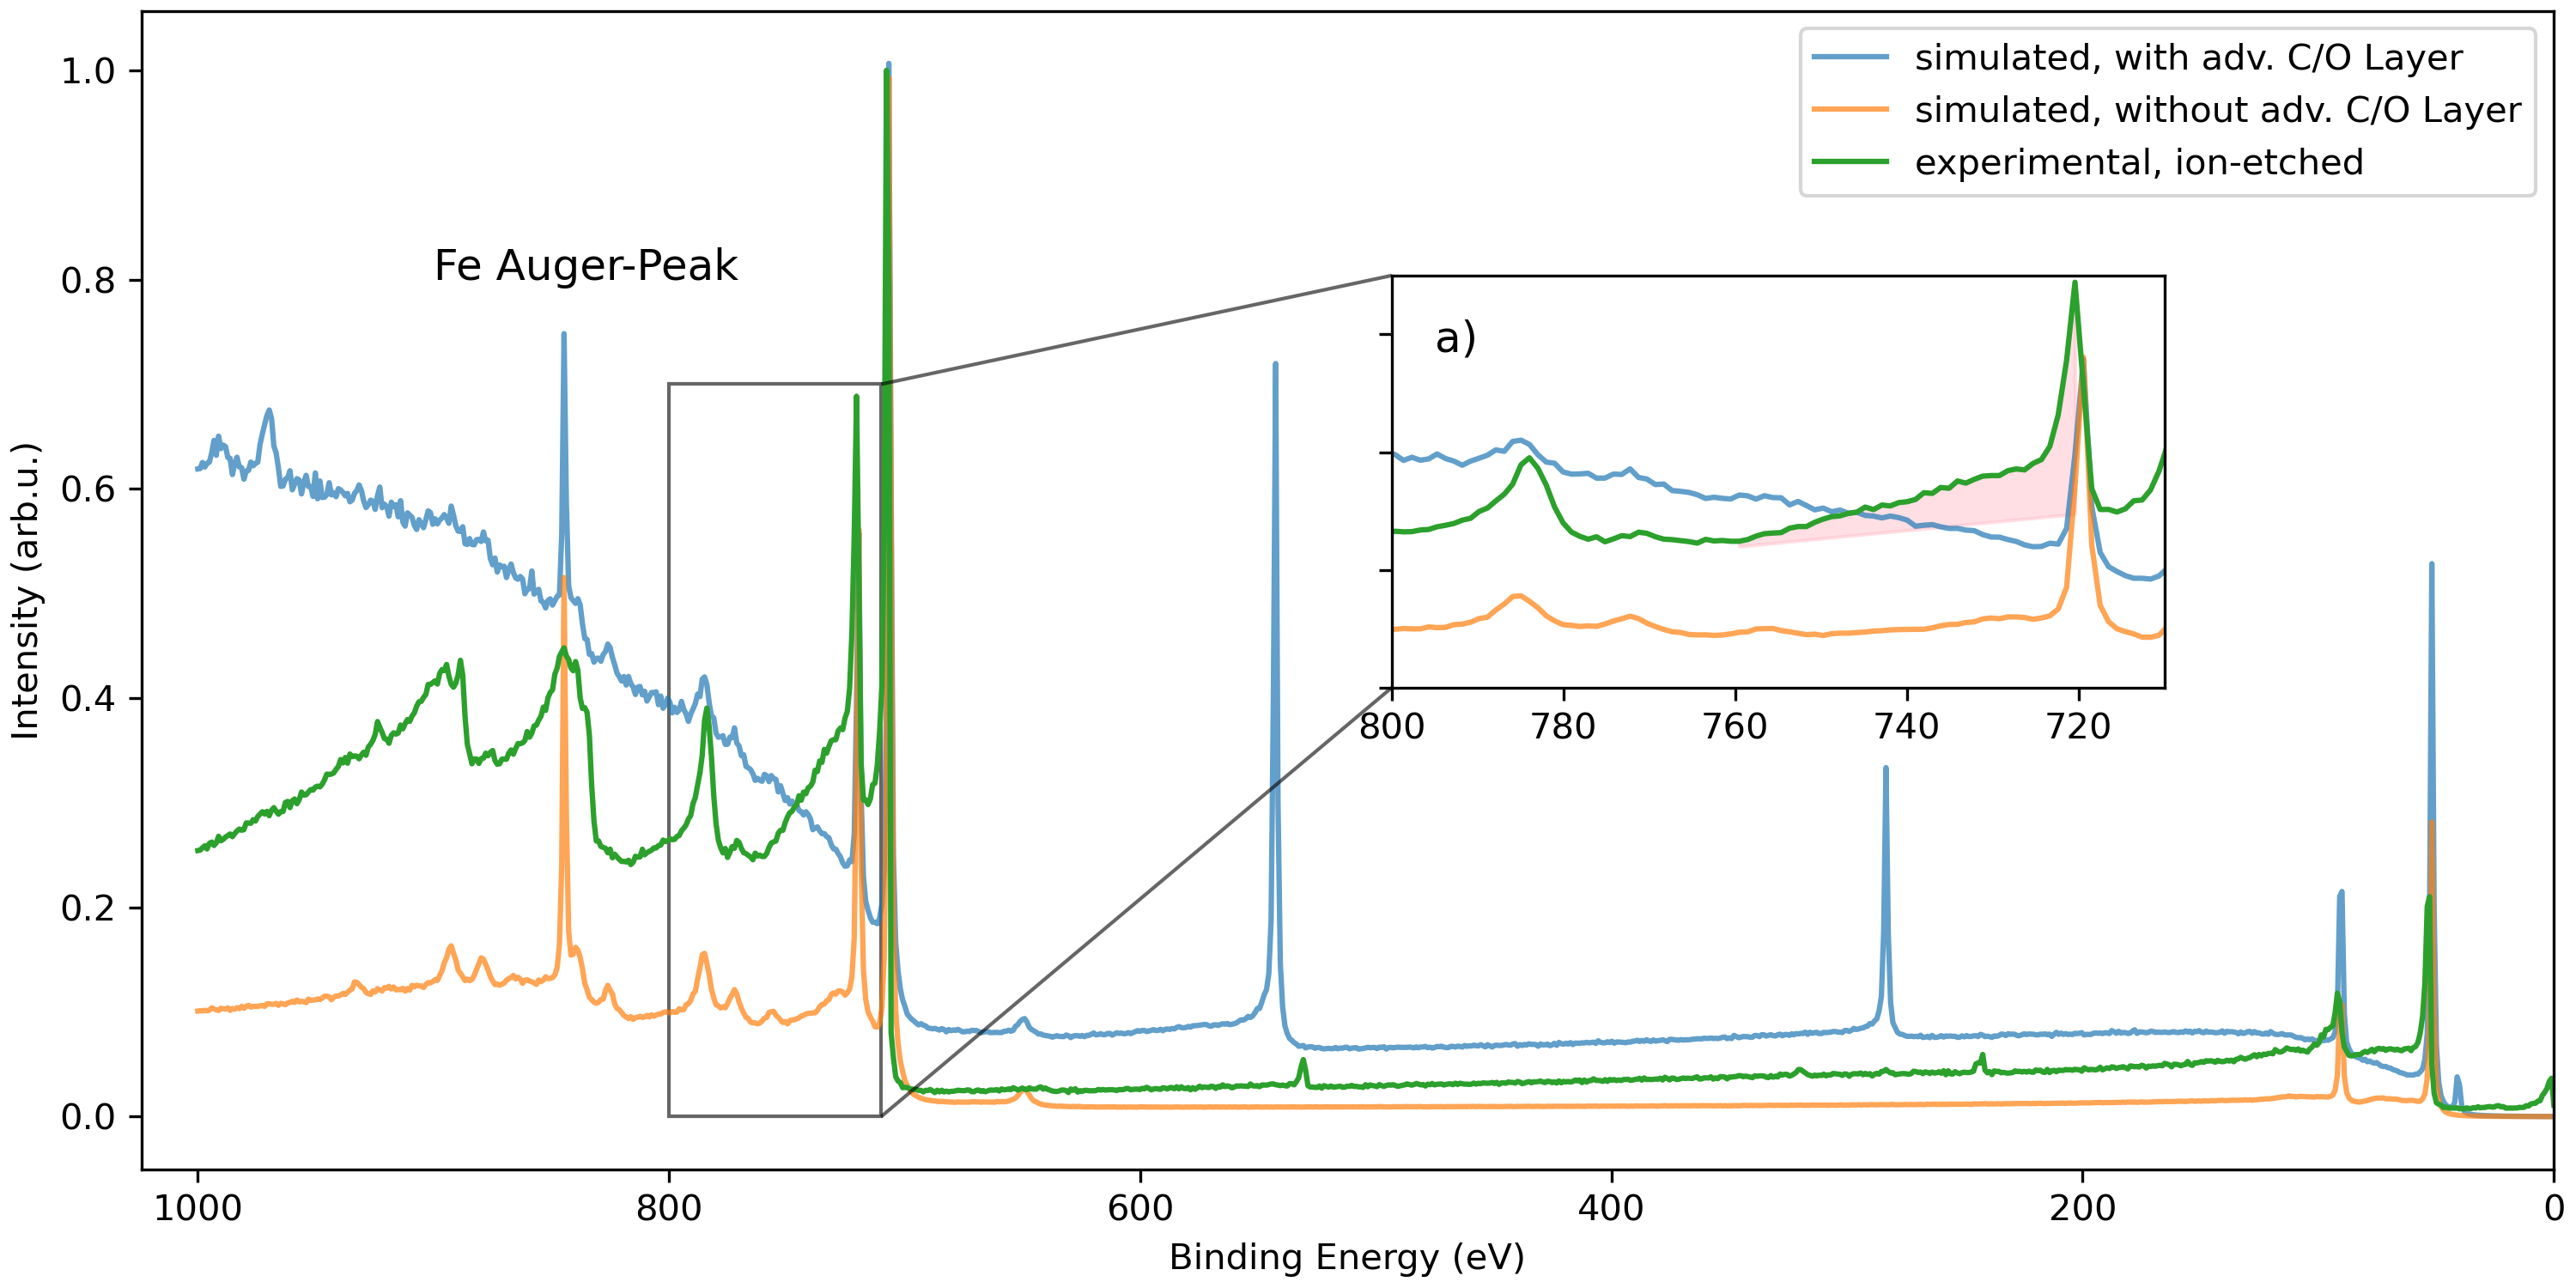 simulated, with adv. C/O Layer
simulated, without adv. C/O Layer
experimental, ion-etched
Fe Auger-Peak
a)
800 780 760 740 720
1.0
0.8
0.6
0.4
0.2
0.0
Intensity (arb.u.)
1000 800 600 400 200 0
Binding Energy (eV)